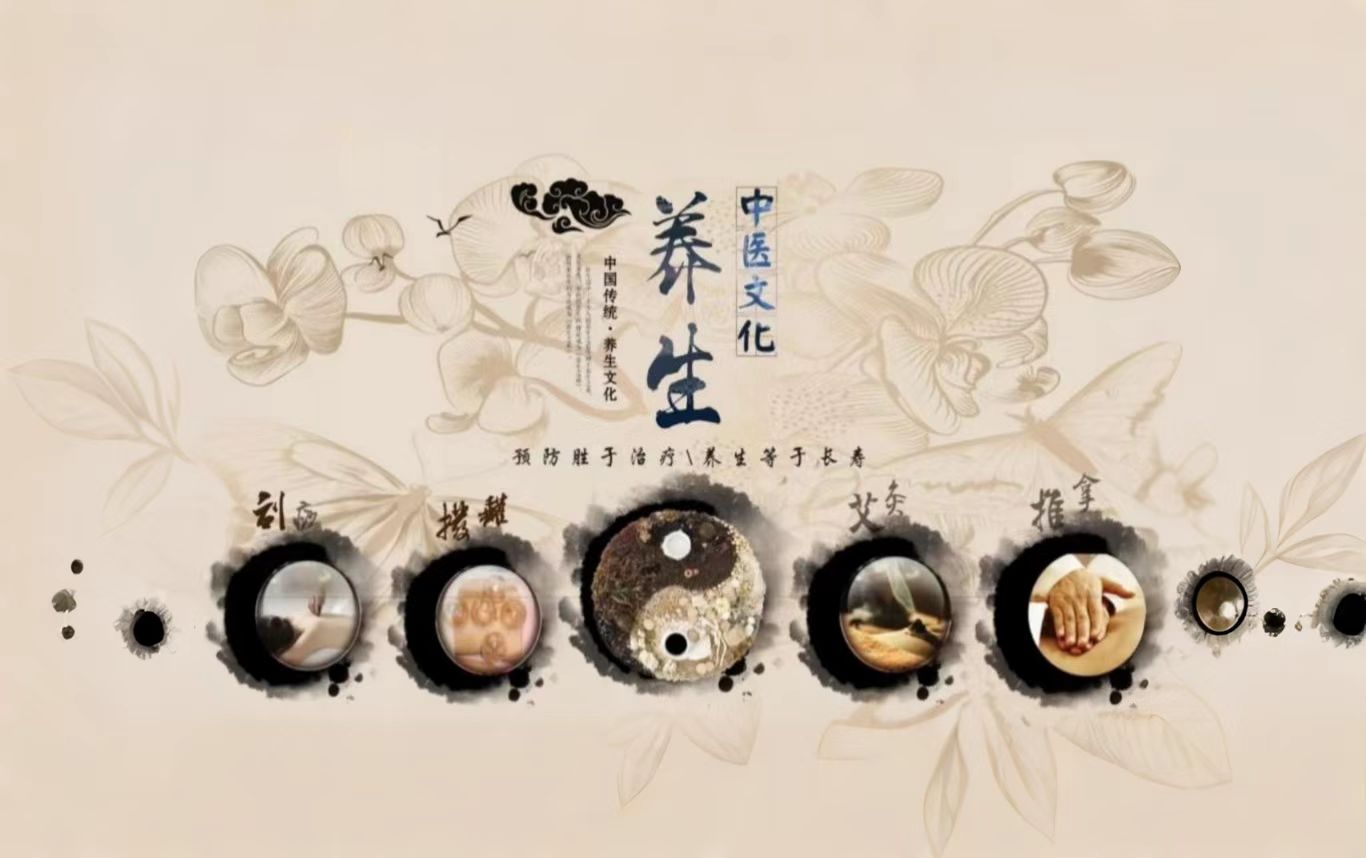 中医文化
养生
中国传统·养生文化
预防胜于治疗\养生等于长寿
刮痧
拨罐
艾灸
推拿